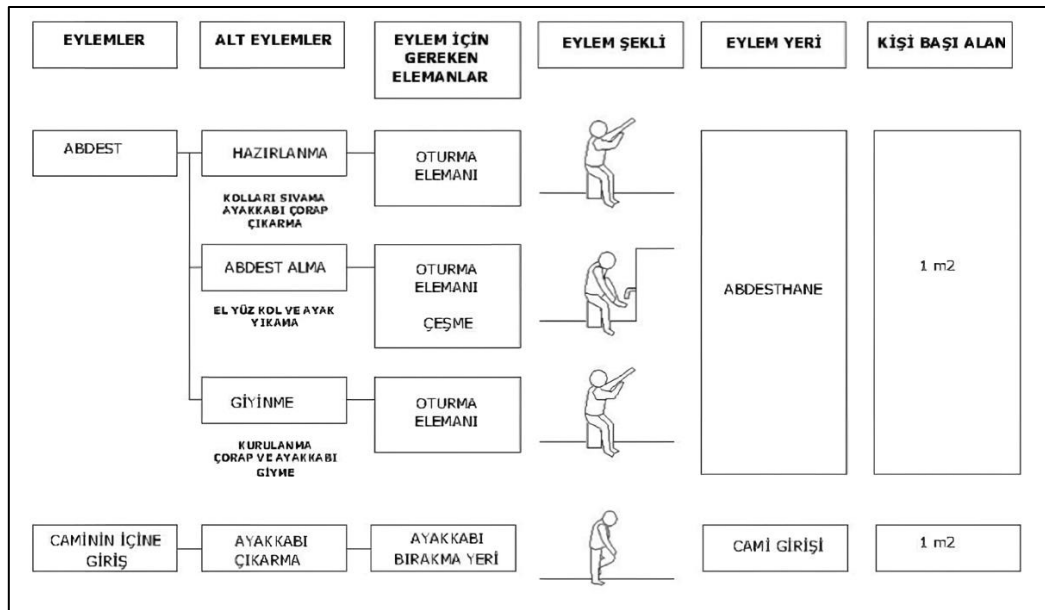 EYLEMLER
ALT EYLEMLER
EYLEM İÇİN
GEREKEN
ELEMANLAR
EYLEM ŞEKLİ
EYLEM YERİ
KİŞİ BAŞI ALAN
ABDEST
HAZIRLANMA
KOLLARI SIVAMA
AYAKKABI ÇORAP
ÇIKARMA
OTURMA
ELEMANI
ABDEST ALMA
EL YÜZ KOL VE AYAK
YIKAMA
OTURMA
ELEMANI
ÇEŞME
GİYİNME
KURULANMA
ÇORAP VE AYAKKABI
GİYME
OTURMA
ELEMANI
ABDESTHANE
1 m2
CAMİNİN İÇİNE
GİRİŞ
AYAKKABI
ÇIKARMA
AYAKKABI
BIRAKMA YERİ
CAMİ GİRİŞİ
1 m2